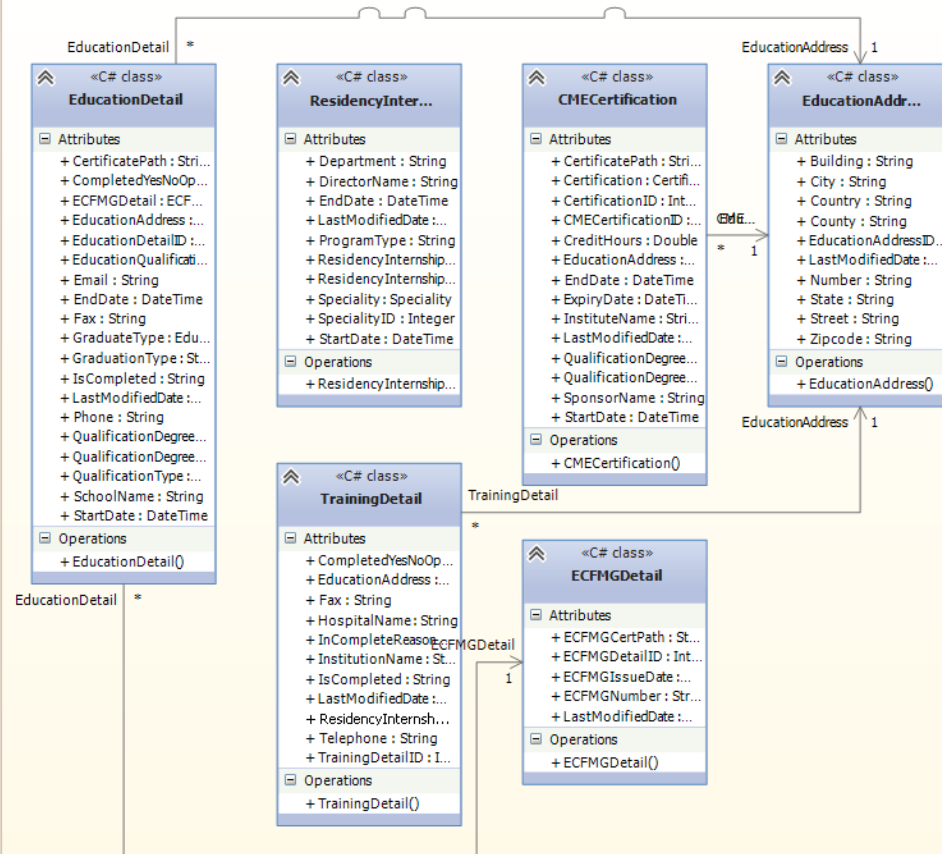 EducationDetail *
EducationAddress 1
«C# class»
EducationDetail
Attributes
+ CertificatePath : Stri...
+ CompletedYesNoOp...
+ ECFMGDetail : ECF...
+ EducationAddress :...
+ EducationDetailID :...
+ EducationQualificati...
+ Email : String
+ EndDate : DateTime
+ Fax : String
+ GraduateType : Edu...
+ GraduationType : St...
+ IsCompleted : String
+ LastModifiedDate :...
+ Phone : String
+ QualificationDegree...
+ QualificationDegree...
+ QualificationType :...
+ SchoolName : String
+ StartDate : DateTime
Operations
+ EducationDetail()
EducationDetail *
«C# class»
ResidencyInter...
Attributes
+ Department : String
+ DirectorName : String
+ EndDate : DateTime
+ LastModifiedDate :...
+ ProgramType : String
+ ResidencyInternship...
+ ResidencyInternship...
+ Speciality : Speciality
+ SpecialityID : Integer
+ StartDate : DateTime
Operations
+ ResidencyInternship...
«C# class»
CMECertification
Attributes
+ CertificatePath : Stri...
+ Certification : Certifi...
+ CertificationID : Int...
+ CMECertificationID :...
+ CreditHours : Double
+ EducationAddress :...
+ EndDate : DateTime
+ ExpiryDate : DateTi...
+ InstituteName : Stri...
+ LastModifiedDate :...
+ QualificationDegree...
+ QualificationDegree...
+ SponsorName : String
+ StartDate : DateTime
Operations
+ CMECertification()
* 1
«C# class»
EducationAddr...
Attributes
+ Building : String
+ City : String
+ Country : String
+ County : String
+ EducationAddressID...
+ LastModifiedDate :...
+ Number : String
+ State : String
+ Street : String
+ Zipcode : String
Operations
+ EducationAddress()
EducationAddress 1
«C# class»
TrainingDetail
Attributes
+ CompletedYesNoOp...
+ EducationAddress :...
+ Fax : String
+ HospitalName : String
+ InCompleteReason
+ InstitutionName : St...
+ IsCompleted : String
+ LastModifiedDate :...
+ ResidencyInternsh...
+ Telephone : String
+ TrainingDetailID : I...
Operations
+ TrainingDetail()
TrainingDetail
*
ECFMGDetail
1
«C# class»
ECFMGDetail
Attributes
+ ECFMGCertPath : St...
+ ECFMGDetailID : Int...
+ ECFMGIssueDate :...
+ ECFMGNumber : Str...
+ LastModifiedDate :...
Operations
+ ECFMGDetail()